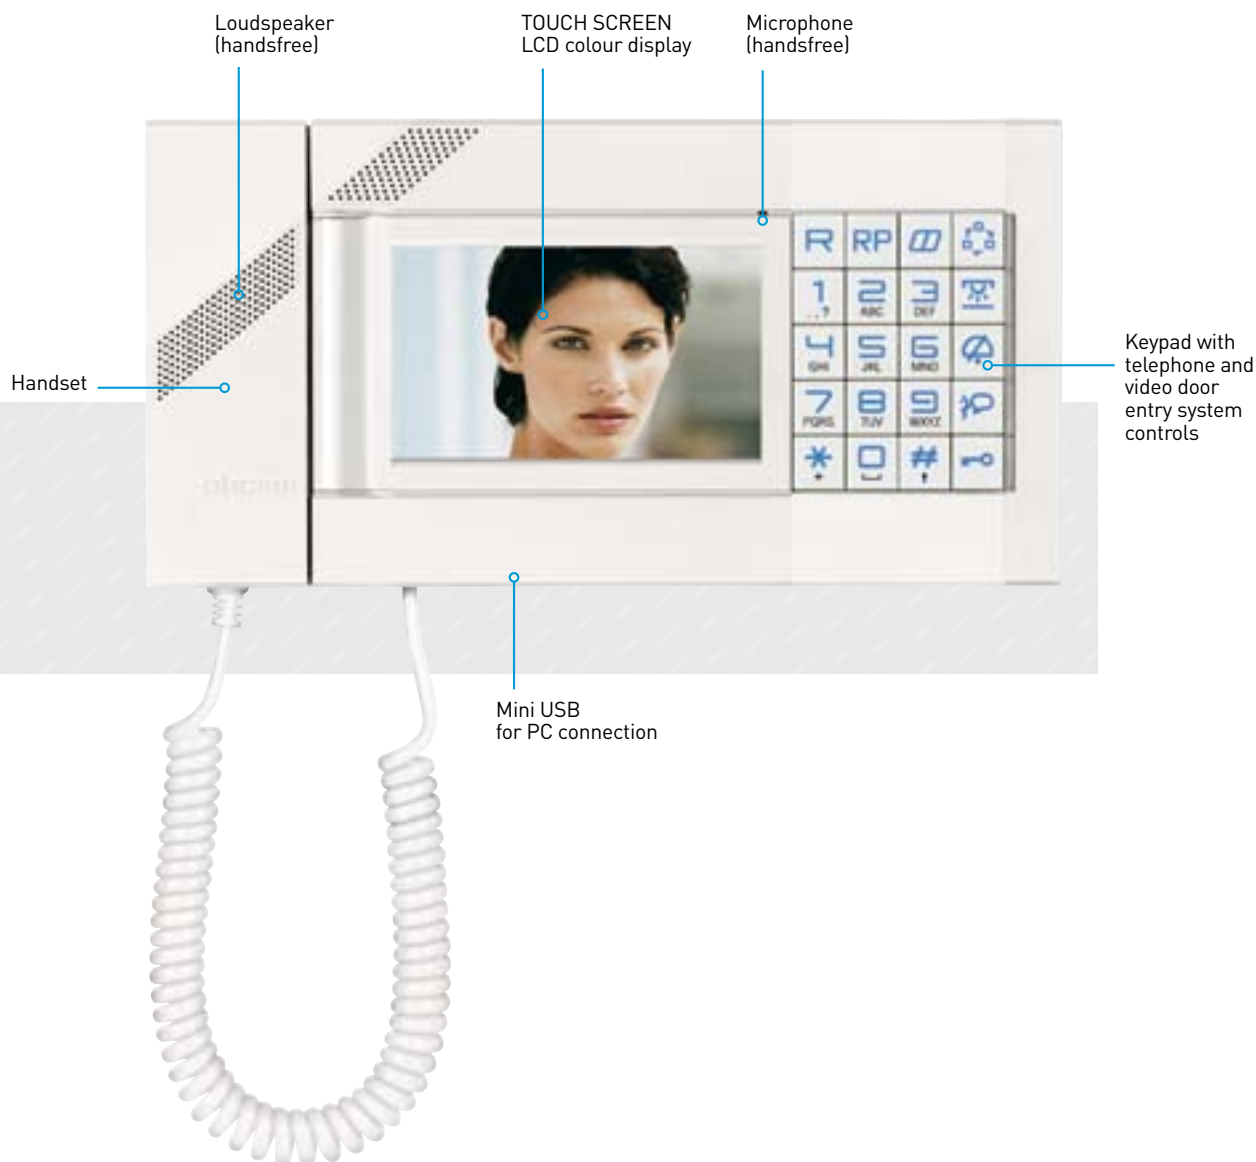 Loudspeaker
(handsfree)
TOUCH SCREEN
LCD colour display
Microphone
(handsfree)
R RP
1 2 3
..? ABC DEF
4 5 6
GHI JKL MNO
7 8 9
PQRS TUV WXYZ
* 0 #
+
Handset
Keypad with
telephone and
video door
entry system
controls
Mini USB
for PC connection